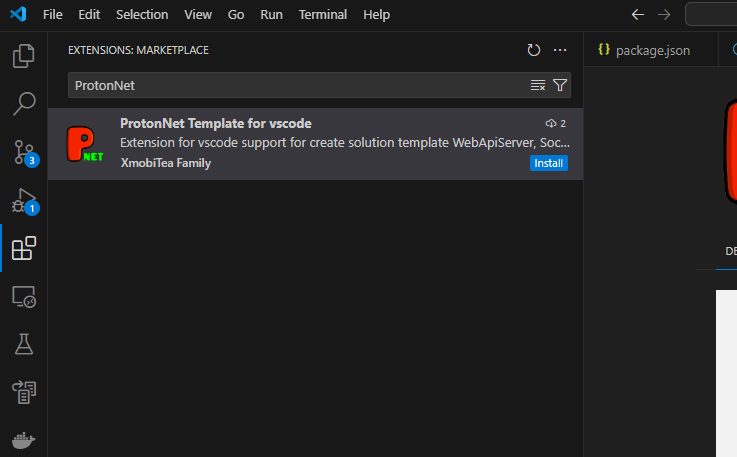 File Edit Selection View Go Run Terminal Help
EXTENSIONS: MARKETPLACE
{} package.json
ProtonNet
ProtonNet Template for vscode 2
P NET
Extension for vscode support for create solution template WebApiServer, Soc...
XmobiTea Family Install
3
1
DE